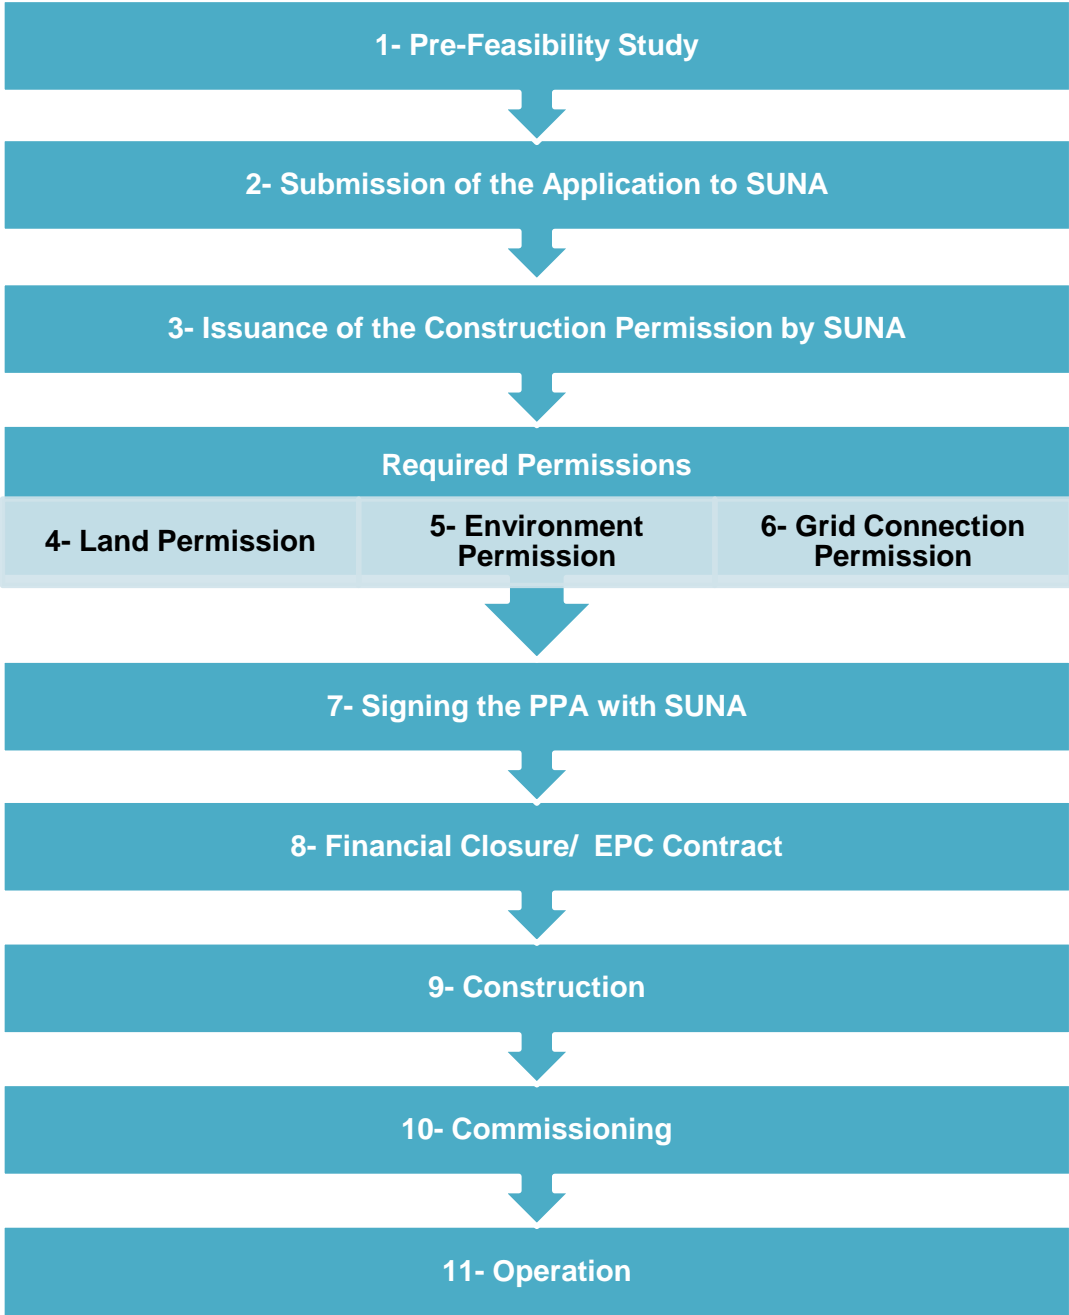 1- Pre-Feasibility Study
2- Submission of the Application to SUNA
3- Issuance of the Construction Permission by SUNA
Required Permissions
4- Land Permission
5- Environment
Permission
6- Grid Connection
Permission
7- Signing the PPA with SUNA
8- Financial Closure/ EPC Contract
9- Construction
10- Commissioning
11- Operation